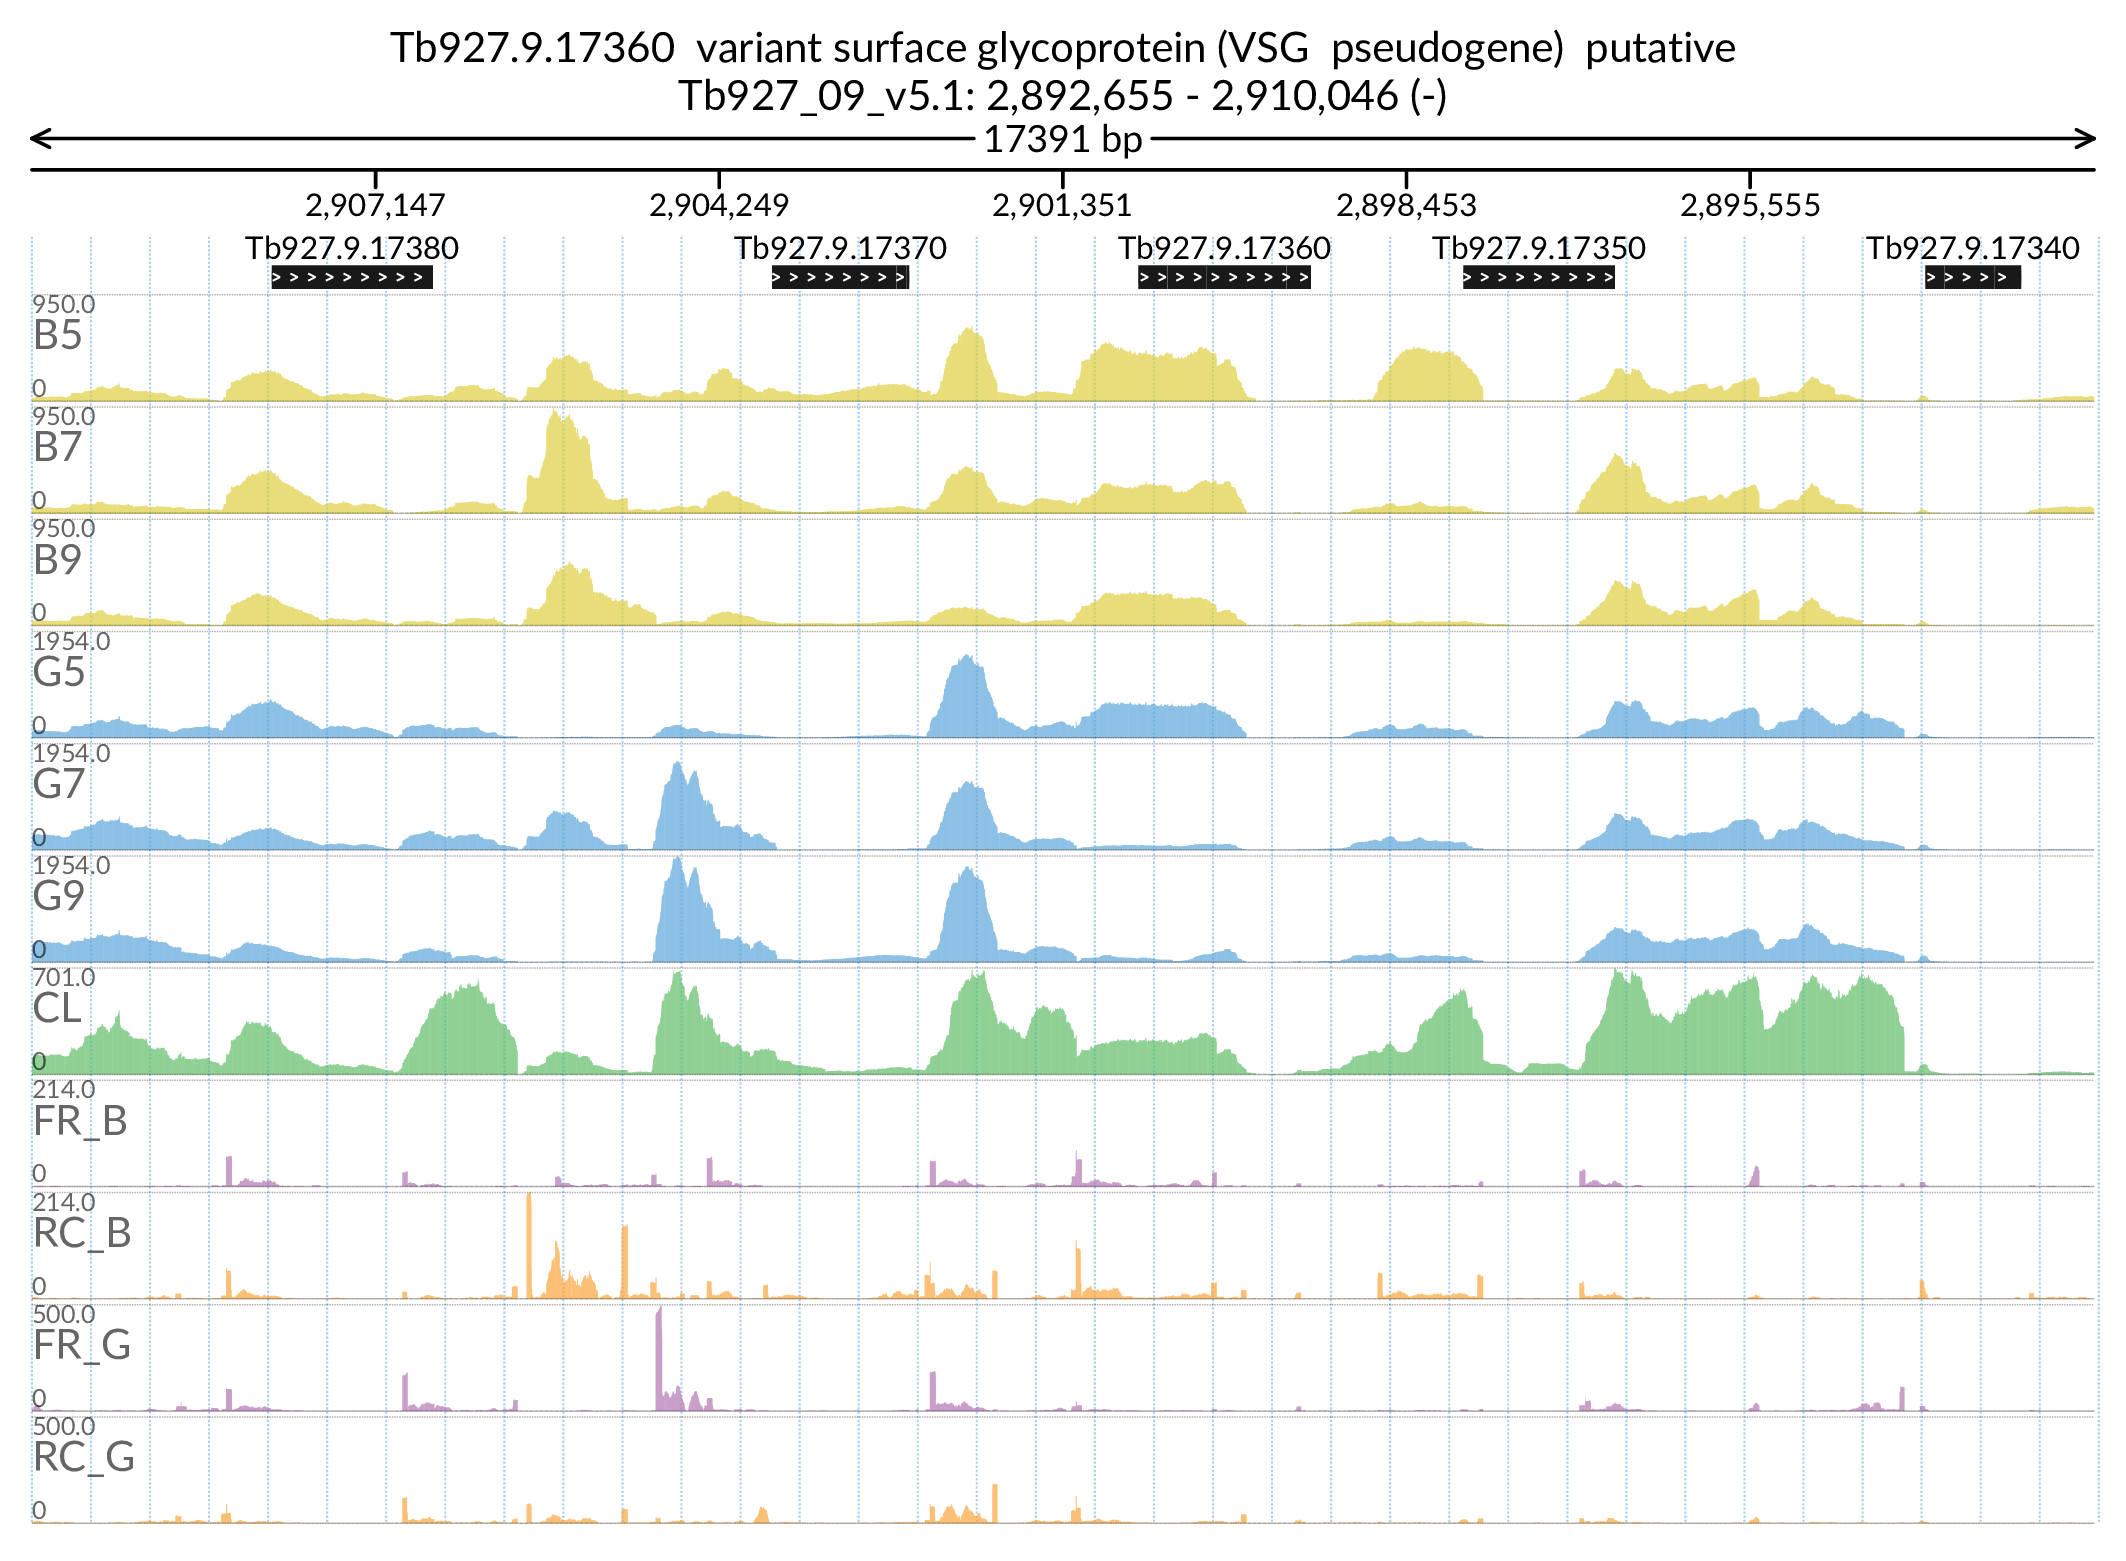 Tb927.9.17360  variant surface glycoprotein (VSG  pseudogene)  putative
Tb927_09_v5.1: 2,892,655 - 2,910,046 (-)
17391 bp
2,907,147 2,904,249 2,901,351 2,898,453 2,895,555
Tb927.9.17380 Tb927.9.17370 Tb927.9.17360 Tb927.9.17350 Tb927.9.17340
950.0
B5
0
950.0
B7
0
950.0
B9
0
1954.0
G5
0
1954.0
G7
0
1954.0
G9
0
701.0
CL
0
214.0
FR_B
0
214.0
RC_B
0
500.0
FR_G
0
500.0
RC_G
0